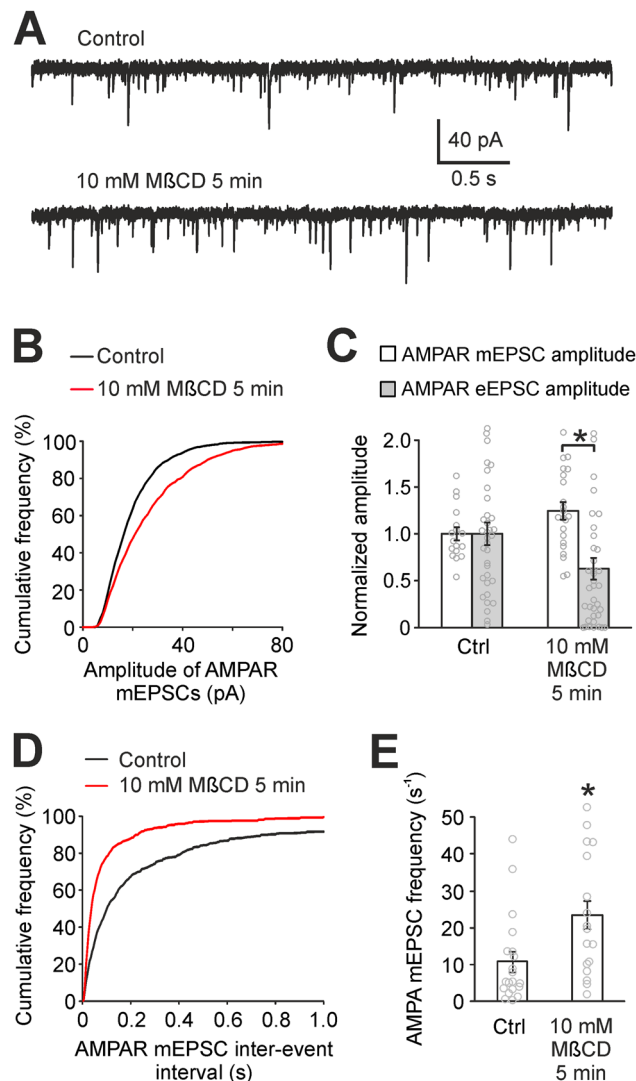 A
Control
40 pA
0.5 s
10 mM MßCD 5 min
B
Control
10 mM MßCD 5 min
Cumulative frequency (%)
100
80
60
40
20
0
0
40
80
Amplitude of AMPAR
mEPSCs (pA)
C
AMPAR mEPSC amplitude
AMPAR eEPSC amplitude
Normalized amplitude
2.0
1.5
1.0
0.5
0
*
Ctrl
10 mM
MßCD
5 min
D
Control
10 mM MßCD 5 min
Cumulative frequency (%)
100
80
60
40
20
0
0
0.2
0.4
0.6
0.8
1.0
AMPAR mEPSC inter-event
interval (s)
E
AMPA mEPSC frequency (s-1)
50
40
30
20
10
0
*
Ctrl
10 mM
MßCD
5 min